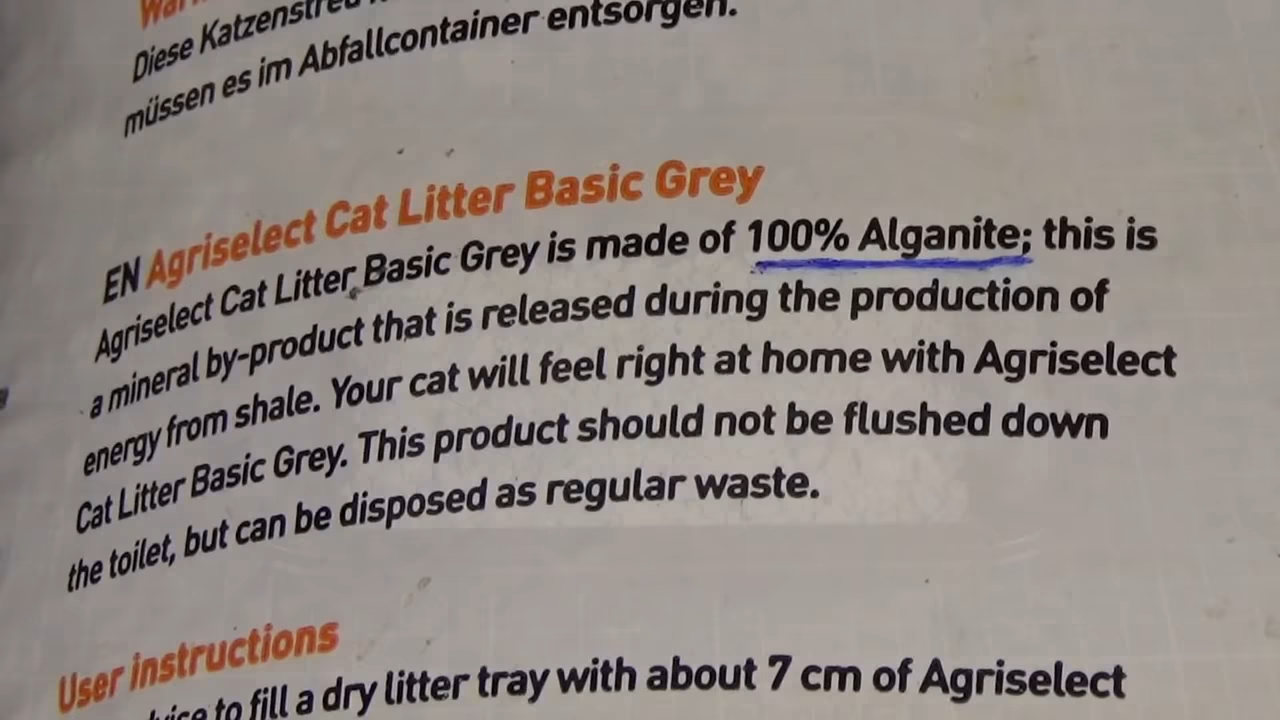 Diese Katzenstreu
müssen es im Abfallcontainer entsorgen.
EN Agriselect Cat Litter Basic Grey
Agriselect Cat Litter Basic Grey is made of 100% Alganite; this is
a mineral by-product that is released during the production of
energy from shale. Your cat will feel right at home with Agriselect
Cat Litter Basic Grey. This product should not be flushed down
the toilet, but can be disposed as regular waste.
User instructions
to fill a dry litter tray with about 7 cm of Agriselect